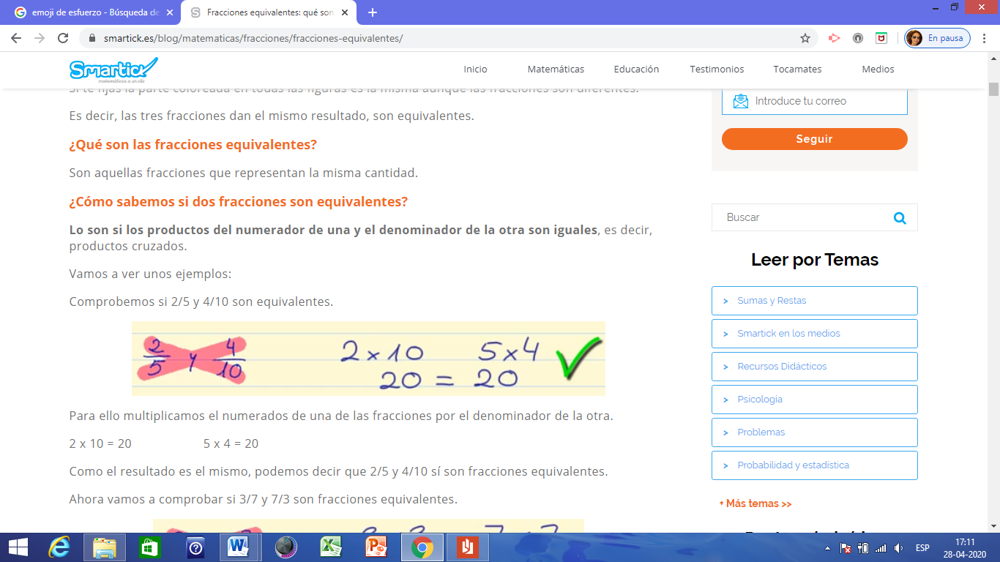 emoji de esfuerzo - Búsqueda de
Fracciones equivalentes: qué son
smartick.es/blog/matematicas/fracciones/fracciones-equivalentes/
En pausa
Smartick
matemáticas a un clic
Inicio
Matemáticas
Educación
Testimonios
Tocamates
Medios
Si te fijas la parte coloreada en todas las figuras es la misma aunque las fracciones son diferentes.
Es decir, las tres fracciones dan el mismo resultado, son equivalentes.
¿Qué son las fracciones equivalentes?
Son aquellas fracciones que representan la misma cantidad.
¿Cómo sabemos si dos fracciones son equivalentes?
Lo son si los productos del numerador de una y el denominador de la otra son iguales, es decir,
productos cruzados.
Vamos a ver unos ejemplos:
Comprobemos si 2/5 y 4/10 son equivalentes.
2/5 y 4/10
2 x 10 5 x 4
20 = 20
Para ello multiplicamos el numerados de una de las fracciones por el denominador de la otra.
2 x 10 = 20 5 x 4 = 20
Como el resultado es el mismo, podemos decir que 2/5 y 4/10 sí son fracciones equivalentes.
Ahora vamos a comprobar si 3/7 y 7/3 son fracciones equivalentes.
Introduce tu correo
Seguir
Buscar
Leer por Temas
> Sumas y Restas
> Smartick en los medios
> Recursos Didácticos
> Psicología
> Problemas
> Probabilidad y estadística
+ Más temas >>
ESP
17:11
28-04-2020